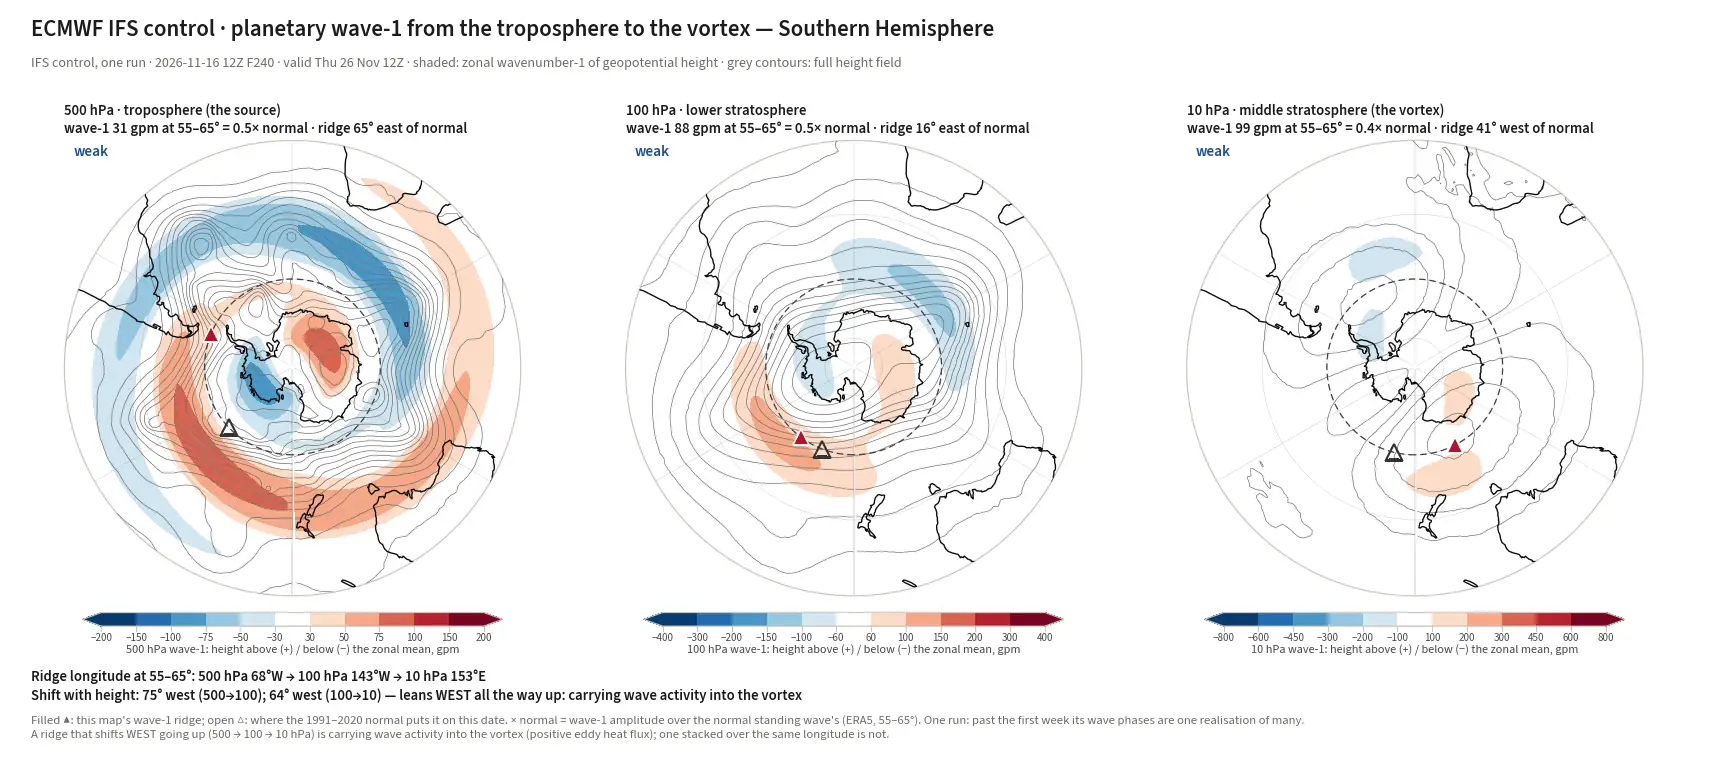 ECMWF IFS control · planetary wave-1 from the troposphere to the vortex — Southern Hemisphere
IFS control, one run · 2026-11-16 12Z F240 · valid Thu 26 Nov 12Z · shaded: zonal wavenumber-1 of geopotential height · grey contours: full height field
500 hPa · troposphere (the source)
wave-1 31 gpm at 55–65° = 0.5× normal · ridge 65° east of normal
weak
100 hPa · lower stratosphere
wave-1 88 gpm at 55–65° = 0.5× normal · ridge 16° east of normal
weak
10 hPa · middle stratosphere (the vortex)
wave-1 99 gpm at 55–65° = 0.4× normal · ridge 41° west of normal
weak
−200 −150 −100 −75 −50 −30 30 50 75 100 150 200
500 hPa wave-1: height above (+) / below (−) the zonal mean, gpm
−400 −300 −200 −150 −100 −60 60 100 150 200 300 400
100 hPa wave-1: height above (+) / below (−) the zonal mean, gpm
−800 −600 −450 −300 −200 −100 100 200 300 450 600 800
10 hPa wave-1: height above (+) / below (−) the zonal mean, gpm
Ridge longitude at 55–65°: 500 hPa 68°W → 100 hPa 143°W → 10 hPa 153°E
Shift with height: 75° west (500→100); 64° west (100→10) — leans WEST all the way up: carrying wave activity into the vortex
Filled ▲: this map's wave-1 ridge; open △: where the 1991–2020 normal puts it on this date. × normal = wave-1 amplitude over the normal standing wave's (ERA5, 55–65°). One run: past the first week its wave phases are one realisation of many.
A ridge that shifts WEST going up (500 → 100 → 10 hPa) is carrying wave activity into the vortex (positive eddy heat flux); one stacked over the same longitude is not.